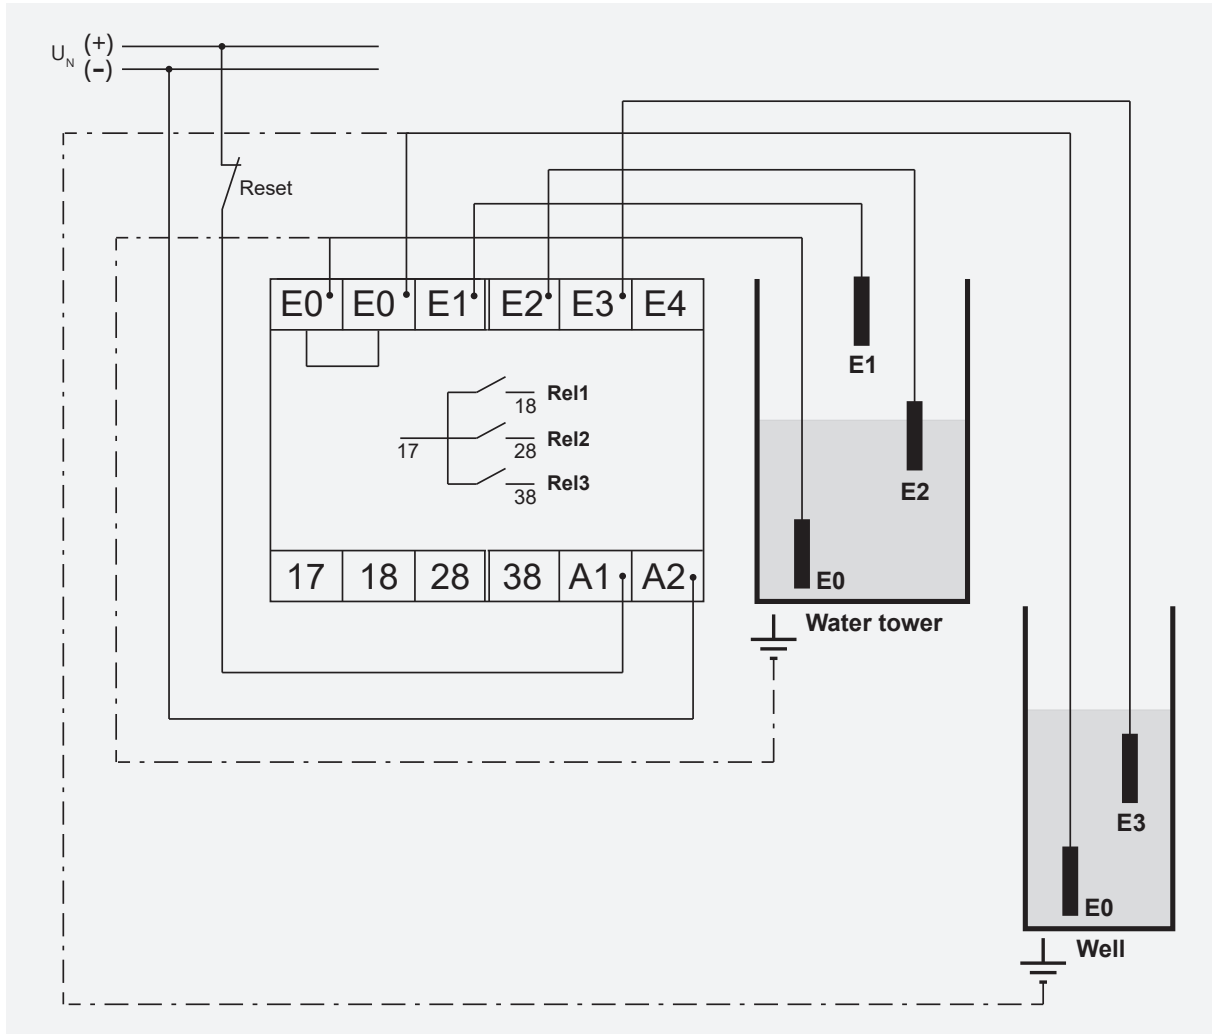 U_N (+)
(−)
Reset
E0 E0 E1 E2 E3 E4
E1
18 Rel1
17 28 Rel2
38 Rel3
E2
17 18 28 38 A1 A2
E0
Water tower
E3
E0
Well